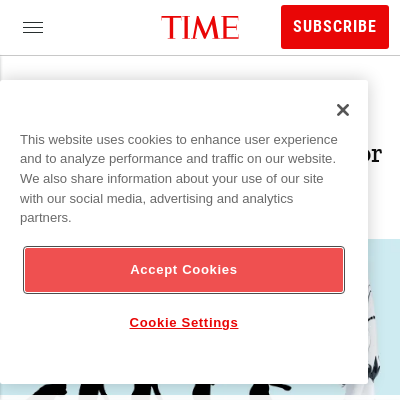 TIME
SUBSCRIBE
This website uses cookies to enhance user experience
and to analyze performance and traffic on our website.
We also share information about your use of our site
with our social media, advertising and analytics
partners.
Accept Cookies
Cookie Settings